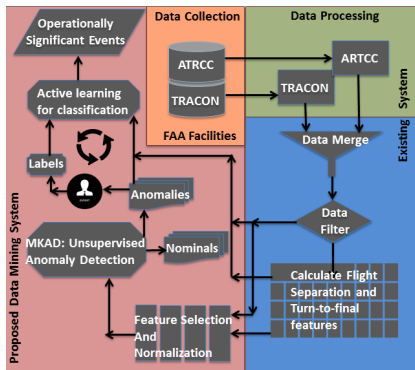 Operationally
Significant Events
Active learning
for classification
Labels
EXPERT
Anomalies
MKAD: Unsupervised
Anomaly Detection
Nominals
Proposed Data Mining System
Data Collection
ATRCC
TRACON
FAA Facilities
Data Processing
ARTCC
TRACON
Existing System
Data Merge
Data
Filter
Calculate Flight
Separation and
Turn-to-final
features
Feature Selection
And
Normalization